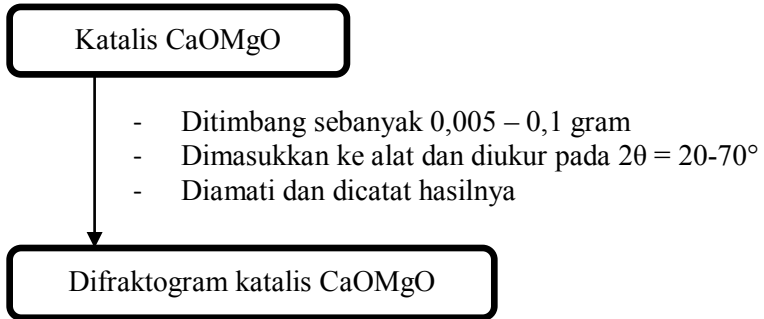 Katalis CaOMgO
- Ditimbang sebanyak 0,005 – 0,1 gram
- Dimasukkan ke alat dan diukur pada 2θ = 20-70°
- Diamati dan dicatat hasilnya
Difraktogram katalis CaOMgO